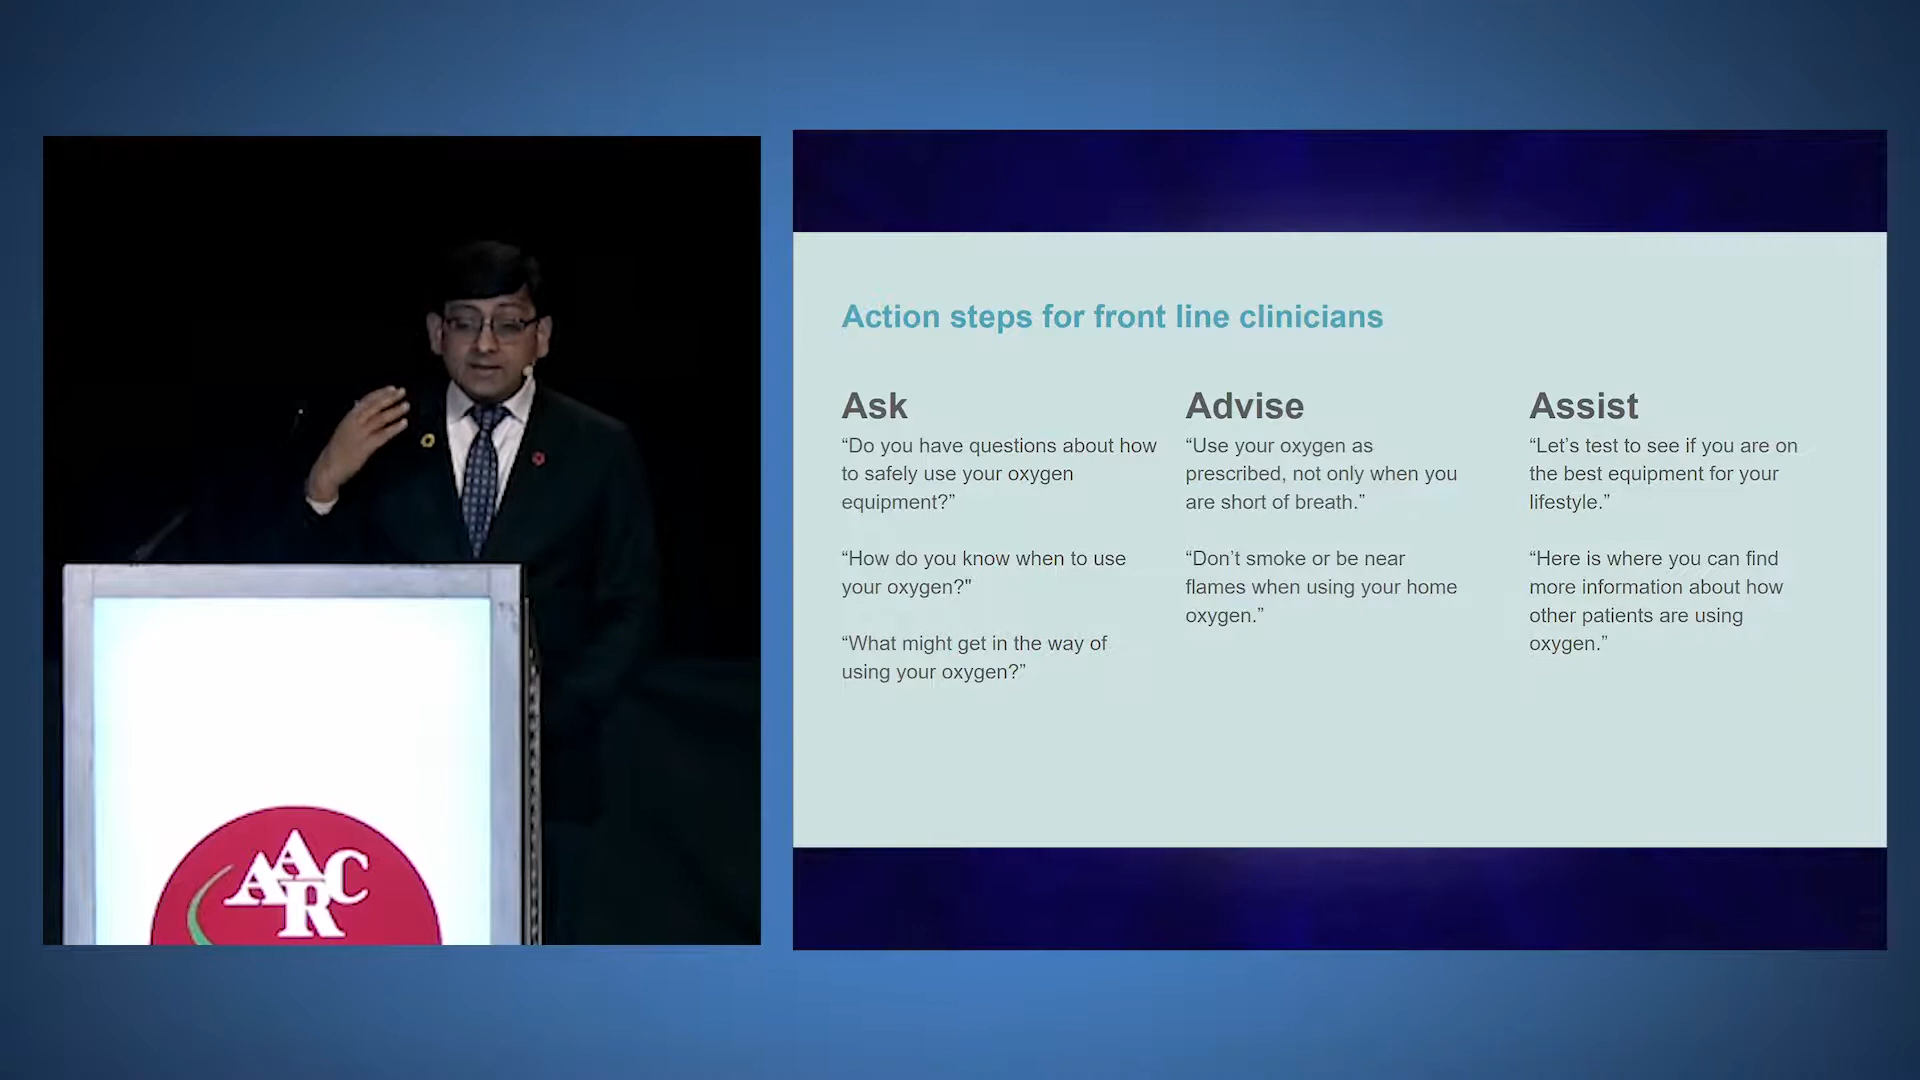 Action steps for front line clinicians
Ask
“Do you have questions about how
to safely use your oxygen
equipment?”
“How do you know when to use
your oxygen?"
“What might get in the way of
using your oxygen?”
Advise
“Use your oxygen as
prescribed, not only when you
are short of breath.”
“Don’t smoke or be near
flames when using your home
oxygen.”
Assist
“Let’s test to see if you are on
the best equipment for your
lifestyle.”
“Here is where you can find
more information about how
other patients are using
oxygen.”
AARC